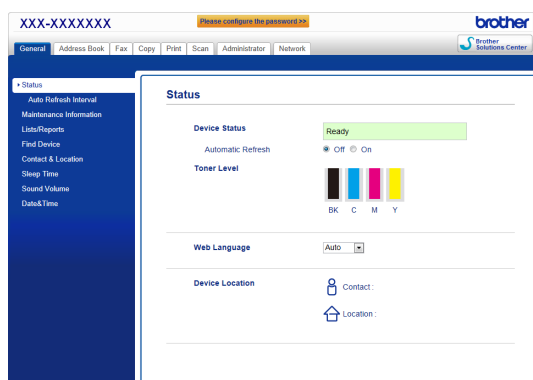 XXX-XXXXXXX
Please configure the password >>
brother
General Address Book Fax Copy Print Scan Administrator Network
Brother Solutions Center
Status
Auto Refresh Interval
Maintenance Information
Lists/Reports
Find Device
Contact & Location
Sleep Time
Sound Volume
Date&Time
Status
Device Status Ready
Automatic Refresh Off On
Toner Level
BK C M Y
Web Language Auto
Device Location Contact :
Location :